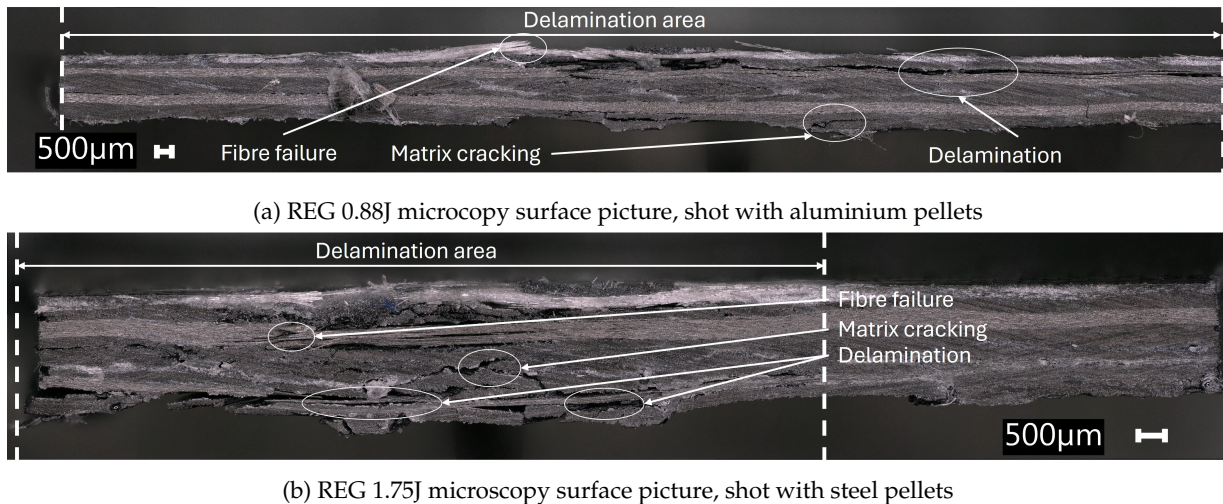 Delamination area
500µm
Fibre failure
Matrix cracking
Delamination
(a) REG 0.88J microcopy surface picture, shot with aluminium pellets
Delamination area
Fibre failure
Matrix cracking
Delamination
500µm
(b) REG 1.75J microscopy surface picture, shot with steel pellets